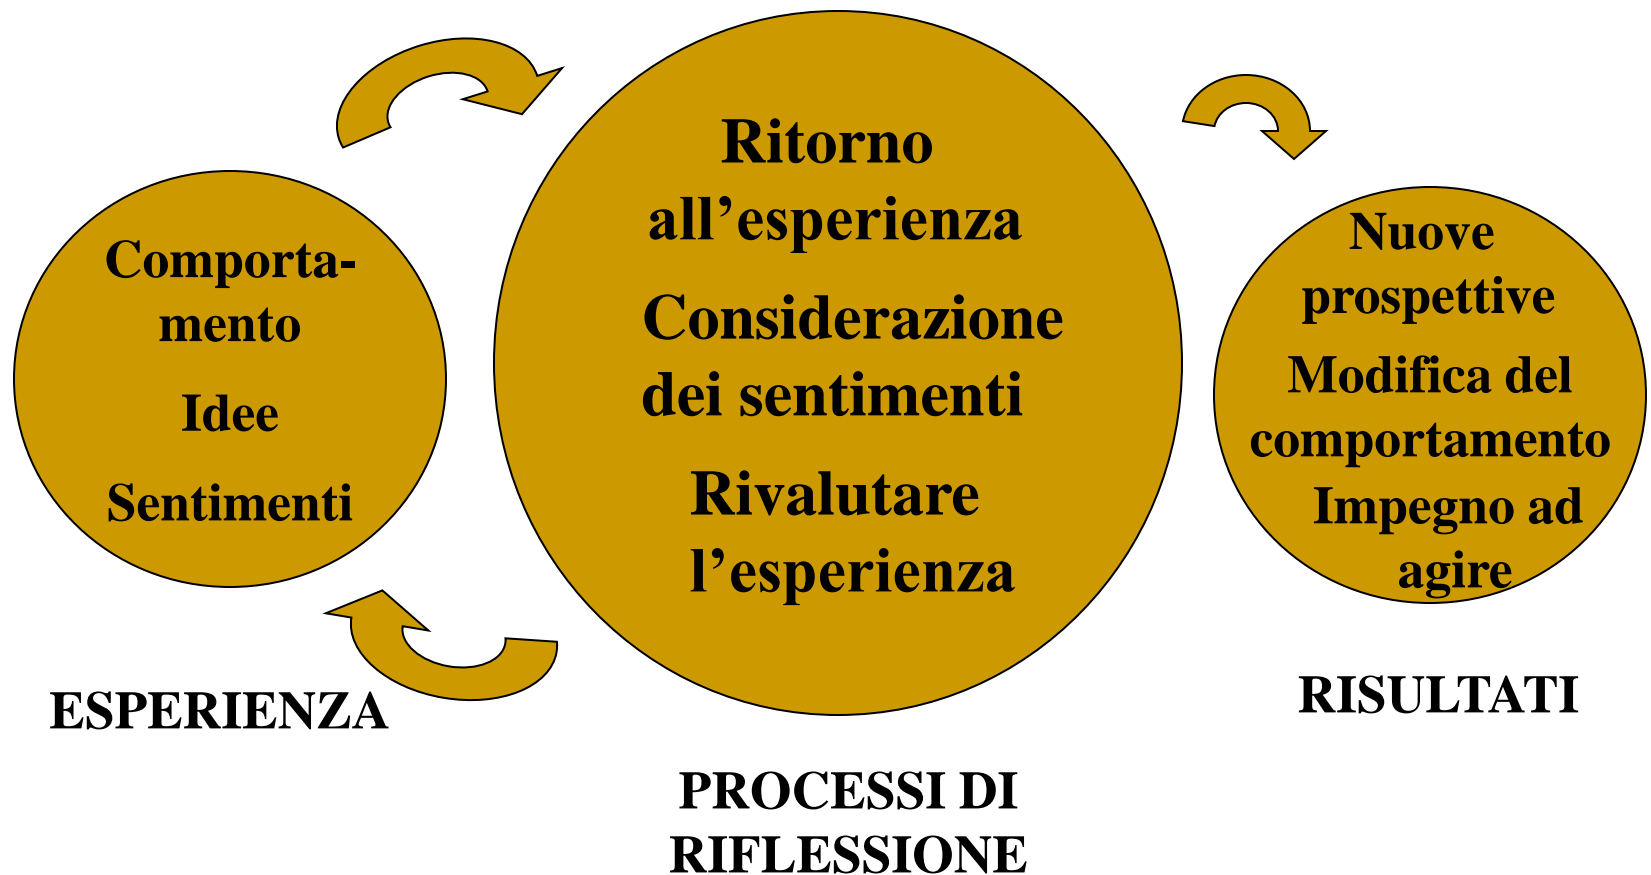 Comporta-
mento
Idee
Sentimenti
ESPERIENZA
Ritorno
all’esperienza
Considerazione
dei sentimenti
Rivalutare
l’esperienza
PROCESSI DI
RIFLESSIONE
Nuove
prospettive
Modifica del
comportamento
Impegno ad
agire
RISULTATI